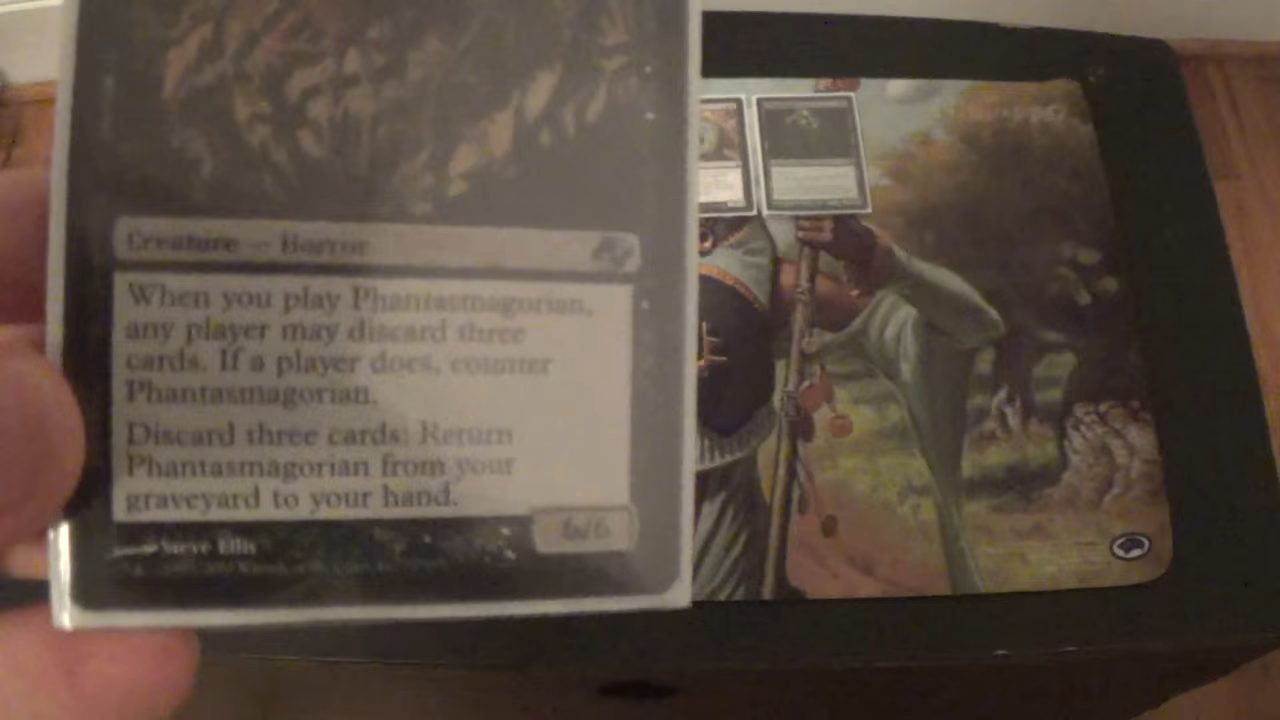 Creature — Horror
When you play Phantasmagorian,
any player may discard three
cards. If a player does, counter
Phantasmagorian.
Discard three cards: Return
Phantasmagorian from your
graveyard to your hand.
6/6
Steve Ellis